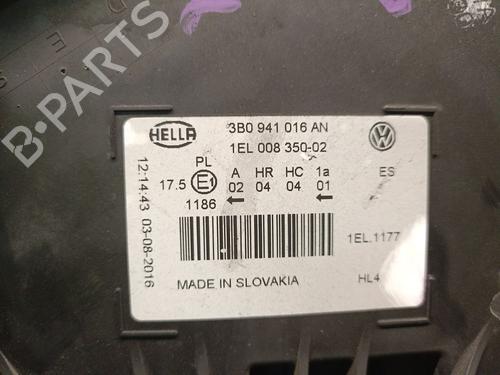 B-PARTS
HELLA
3B0 941 016 AN
1EL 008 350-02
PL A HR HC 1a
17.5 E1 02 04 04 01
ES
1186
1EL.1177
MADE IN SLOVAKIA
HL4
12:14:43 03-08-2016